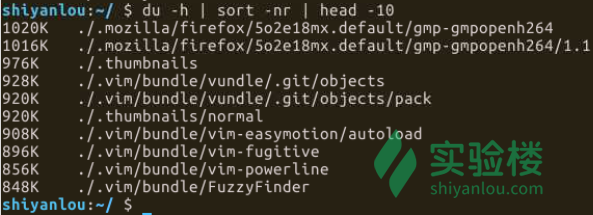 shiyanlou:~/ $ du -h | sort -nr | head -10
1020K   ./.mozilla/firefox/5o2e18mx.default/gmp-gmpopenh264
1016K   ./.mozilla/firefox/5o2e18mx.default/gmp-gmpopenh264/1.1
976K    ./.thumbnails
928K    ./.vim/bundle/vundle/.git/objects
920K    ./.vim/bundle/vundle/.git/objects/pack
920K    ./.thumbnails/normal
908K    ./.vim/bundle/vim-easymotion/autoload
896K    ./.vim/bundle/vim-fugitive
856K    ./.vim/bundle/vim-powerline
848K    ./.vim/bundle/FuzzyFinder
shiyanlou:~/ $
实验楼
shiyanlou.com